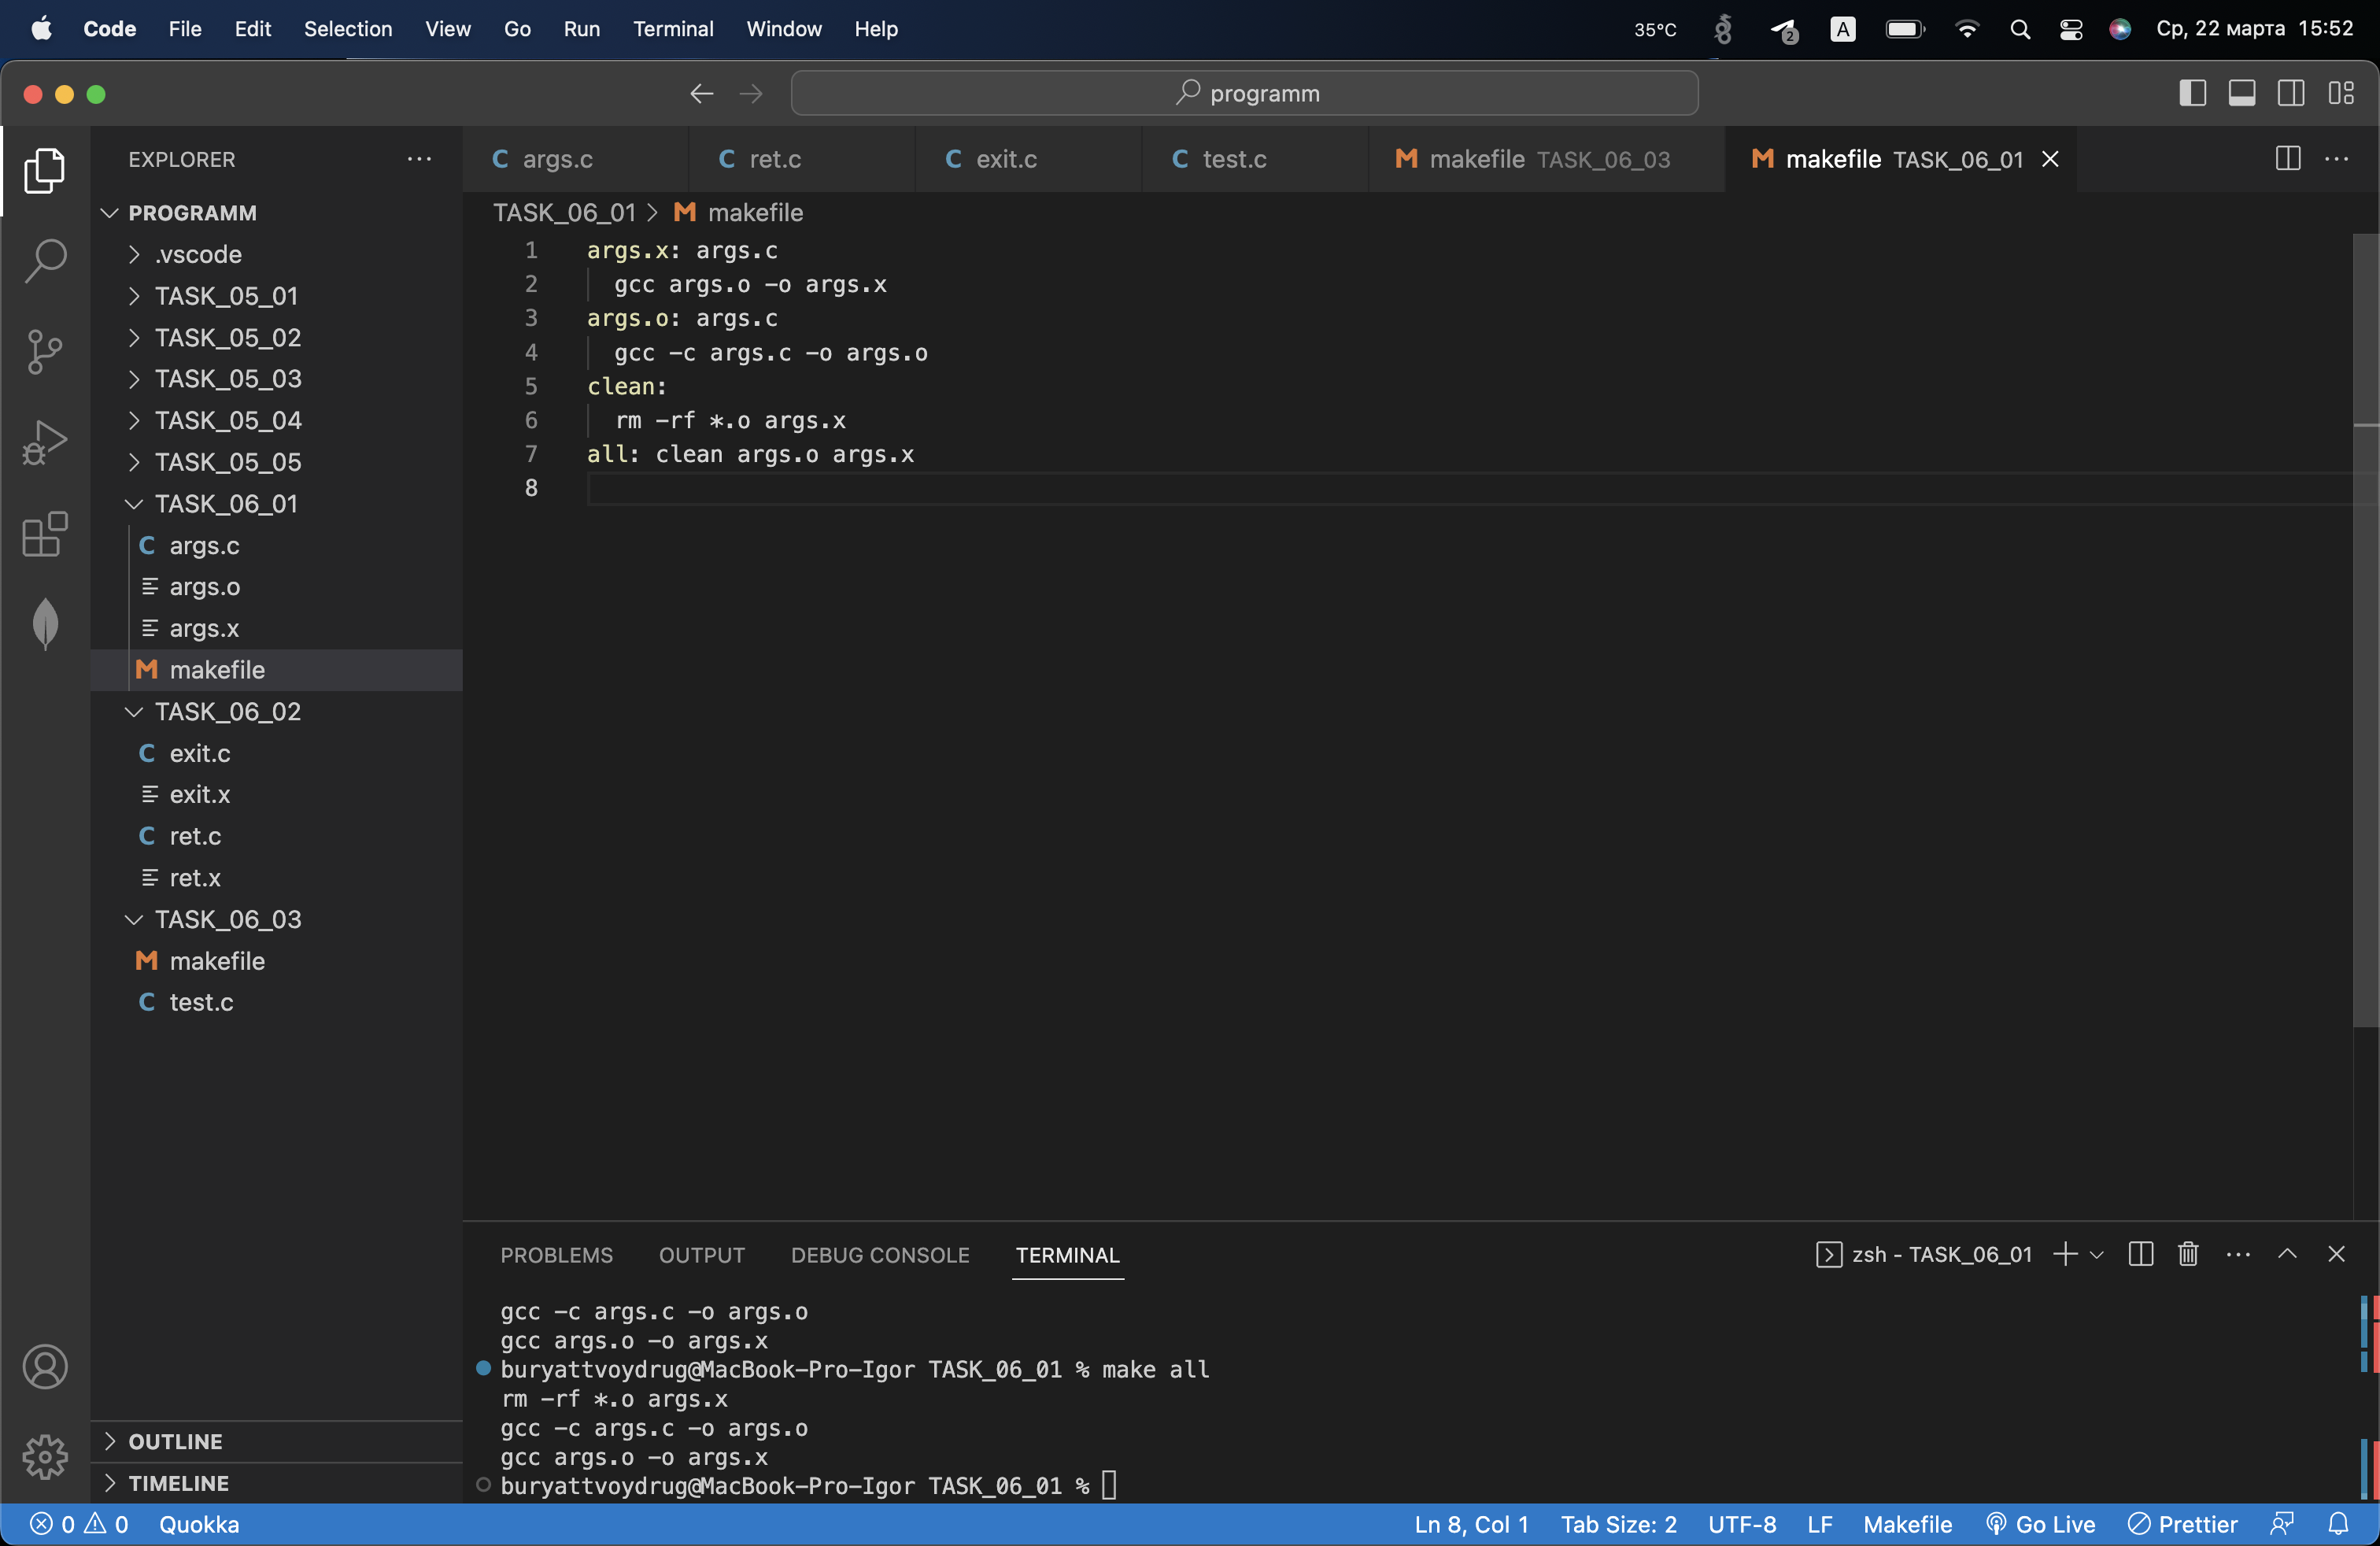 Code File Edit Selection View Go Run Terminal Window Help 35°C 2 A Ср, 22 марта 15:52
programm
EXPLORER
PROGRAMM
.vscode
TASK_05_01
TASK_05_02
TASK_05_03
TASK_05_04
TASK_05_05
TASK_06_01
C args.c
args.o
args.x
M makefile
TASK_06_02
C exit.c
exit.x
C ret.c
ret.x
TASK_06_03
M makefile
C test.c
OUTLINE
TIMELINE
C args.c C ret.c C exit.c C test.c M makefile TASK_06_03 M makefile TASK_06_01
TASK_06_01 > M makefile
1 args.x: args.c
2 gcc args.o -o args.x
3 args.o: args.c
4 gcc -c args.c -o args.o
5 clean:
6 rm -rf *.o args.x
7 all: clean args.o args.x
8
PROBLEMS OUTPUT DEBUG CONSOLE TERMINAL zsh - TASK_06_01
gcc -c args.c -o args.o
gcc args.o -o args.x
buryattvoydrug@MacBook-Pro-Igor TASK_06_01 % make all
rm -rf *.o args.x
gcc -c args.c -o args.o
gcc args.o -o args.x
buryattvoydrug@MacBook-Pro-Igor TASK_06_01 %
0 0 Quokka Ln 8, Col 1 Tab Size: 2 UTF-8 LF Makefile Go Live Prettier